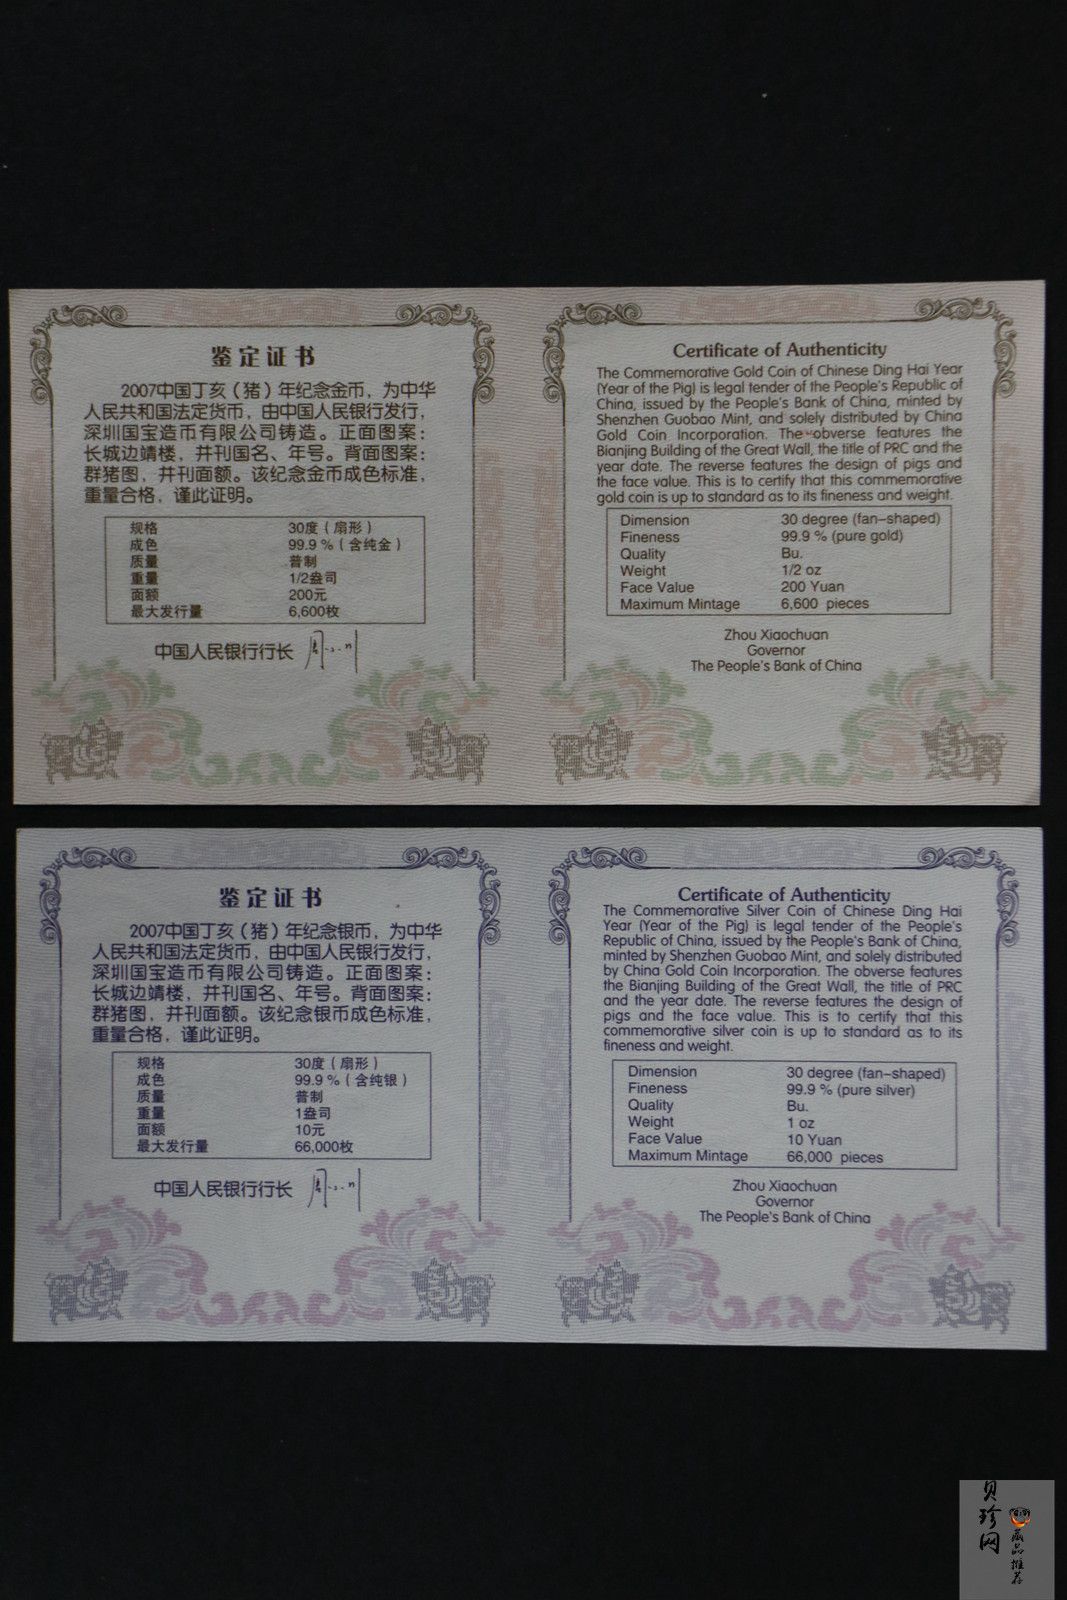 鉴定证书
2007中国丁亥（猪）年纪念金币，为中华
人民共和国法定货币，由中国人民银行发行，
深圳国宝造币有限公司铸造。正面图案：
长城边靖楼，并刊国名、年号。背面图案：
群猪图，并刊面额。该纪念金币成色标准，
重量合格，谨此证明。
规格 30度（扇形）
成色 99.9％（含纯金）
质量 普制
重量 1/2盎司
面额 200元
最大发行量 6,600枚
中国人民银行行长
Certificate of Authenticity
The Commemorative Gold Coin of Chinese Ding Hai Year
(Year of the Pig) is legal tender of the People's Republic of
China, issued by the People's Bank of China, minted by
Shenzhen Guobao Mint, and solely distributed by China
Gold Coin Incorporation. The obverse features the
Bianjing Building of the Great Wall, the title of PRC and the
year date. The reverse features the design of pigs and
the face value. This is to certify that this commemorative
gold coin is up to standard as to its fineness and weight.
Dimension 30 degree (fan-shaped)
Fineness 99.9 % (pure gold)
Quality Bu.
Weight 1/2 oz
Face Value 200 Yuan
Maximum Mintage 6,600 pieces
Zhou Xiaochuan
Governor
The People's Bank of China
鉴定证书
2007中国丁亥（猪）年纪念银币，为中华
人民共和国法定货币，由中国人民银行发行，
深圳国宝造币有限公司铸造。正面图案：
长城边靖楼，并刊国名、年号。背面图案：
群猪图，并刊面额。该纪念银币成色标准，
重量合格，谨此证明。
规格 30度（扇形）
成色 99.9％（含纯银）
质量 普制
重量 1盎司
面额 10元
最大发行量 66,000枚
中国人民银行行长
Certificate of Authenticity
The Commemorative Silver Coin of Chinese Ding Hai
Year (Year of the Pig) is legal tender of the People's
Republic of China, issued by the People's Bank of China,
minted by Shenzhen Guobao Mint, and solely distributed
by China Gold Coin Incorporation. The obverse features
the Bianjing Building of the Great Wall, the title of PRC
and the year date. The reverse features the design of
pigs and the face value. This is to certify that this
commemorative silver coin is up to standard as to its
fineness and weight.
Dimension 30 degree (fan-shaped)
Fineness 99.9 % (pure silver)
Quality Bu.
Weight 1 oz
Face Value 10 Yuan
Maximum Mintage 66,000 pieces
Zhou Xiaochuan
Governor
The People's Bank of China
贝珍网
藏品推荐